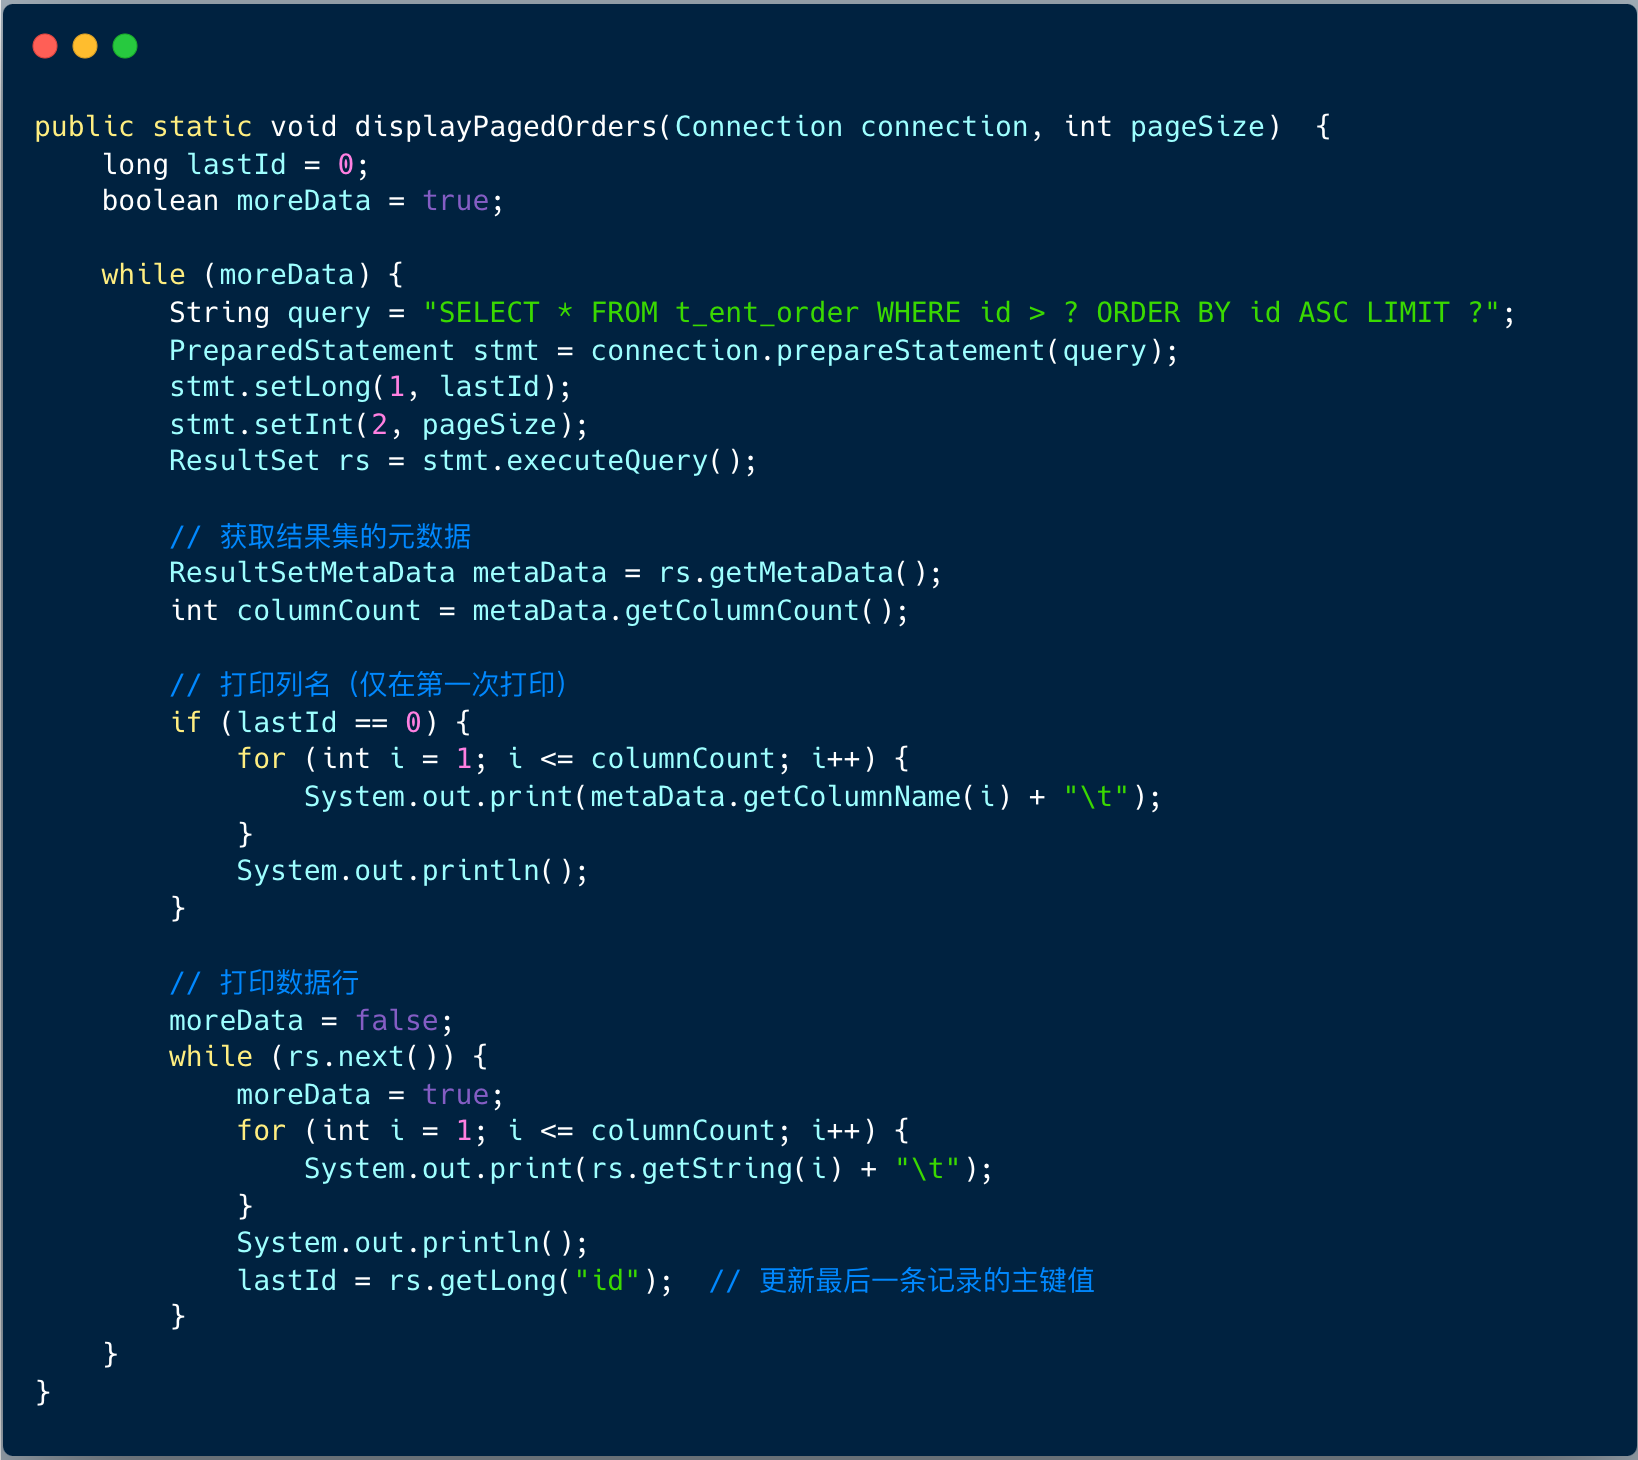 public static void displayPagedOrders(Connection connection, int pageSize)  {
    long lastId = 0;
    boolean moreData = true;

    while (moreData) {
        String query = "SELECT * FROM t_ent_order WHERE id > ? ORDER BY id ASC LIMIT ?";
        PreparedStatement stmt = connection.prepareStatement(query);
        stmt.setLong(1, lastId);
        stmt.setInt(2, pageSize);
        ResultSet rs = stmt.executeQuery();

        // 获取结果集的元数据
        ResultSetMetaData metaData = rs.getMetaData();
        int columnCount = metaData.getColumnCount();

        // 打印列名（仅在第一次打印）
        if (lastId == 0) {
            for (int i = 1; i <= columnCount; i++) {
                System.out.print(metaData.getColumnName(i) + "\t");
            }
            System.out.println();
        }

        // 打印数据行
        moreData = false;
        while (rs.next()) {
            moreData = true;
            for (int i = 1; i <= columnCount; i++) {
                System.out.print(rs.getString(i) + "\t");
            }
            System.out.println();
            lastId = rs.getLong("id");  // 更新最后一条记录的主键值
        }
    }
}